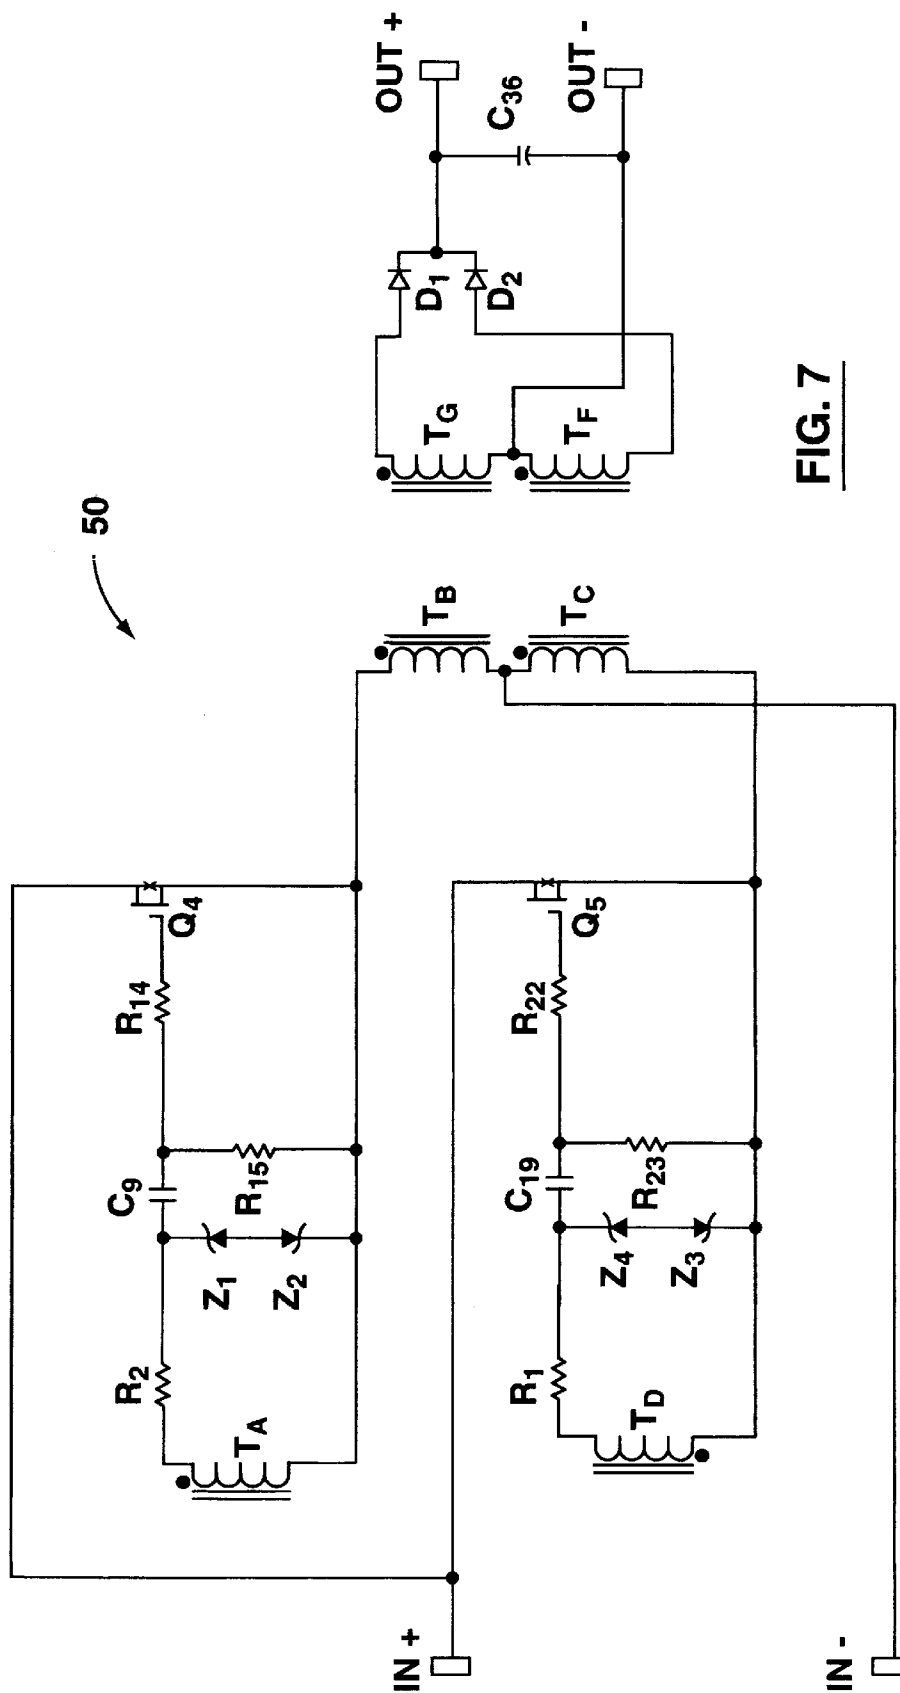 50
OUT +
C36
OUT -
D1
D2
TG
TF
TB
TC
Q4
R14
C9
R15
Z1
Z2
R2
TA
Q5
R22
C19
R23
Z4
Z3
R1
TD
IN +
IN -
FIG. 7